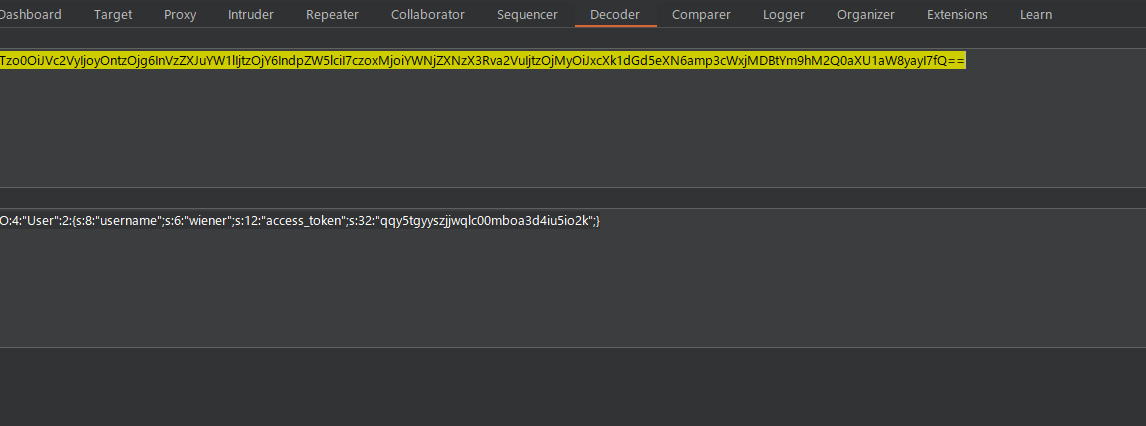 Dashboard Target Proxy Intruder Repeater Collaborator Sequencer Decoder Comparer Logger Organizer Extensions Learn
Tzo0OiJVc2VyIjoyOntzOjg6InVzZXJuYW1lIjtzOjY6IndpZW5lciI7czoxMjoiYWNjZXNzX3Rva2VuIjtzOjMyOiJxcXk1dGd5eXN6amp3cWxjMDBtYm9hM2Q0aXU1aW8yayI7fQ==
O:4:"User":2:{s:8:"username";s:6:"wiener";s:12:"access_token";s:32:"qqy5tgyyszjjwqlc00mboa3d4iu5io2k";}